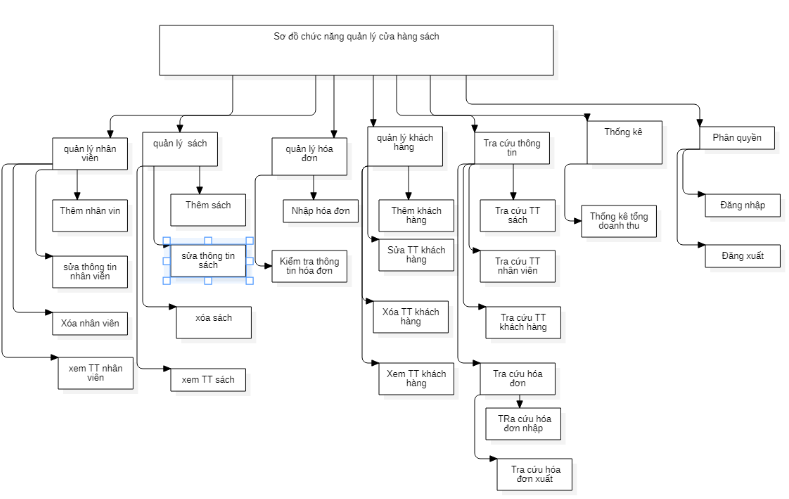 Sơ đồ chức năng quản lý cửa hàng sách
quản lý nhân
viên
Thêm nhân vin
sửa thông tin
nhân viên
Xóa nhân viên
xem TT nhân
viên
quản lý sách
Thêm sách
sửa thông tin
sách
xóa sách
xem TT sách
quản lý hóa
đơn
Nhập hóa đơn
Kiểm tra thông
tin hóa đơn
quản lý khách
hàng
Thêm khách
hàng
Sửa TT khách
hàng
Xóa TT khách
hàng
Xem TT khách
hàng
Tra cứu thông
tin
Tra cứu TT
sách
Tra cứu TT
nhân viên
Tra cứu TT
khách hàng
Tra cứu hóa
đơn
TRa cứu hóa
đơn nhập
Tra cứu hóa
đơn xuất
Thống kê
Thống kê tổng
doanh thu
Phân quyền
Đăng nhập
Đăng xuất